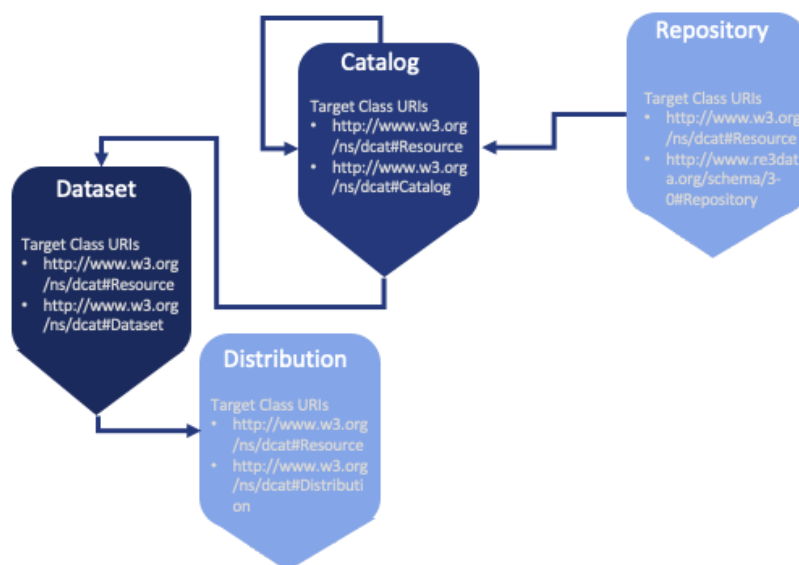 Catalog
Target Class URIs
• http://www.w3.org
/ns/dcat#Resource
• http://www.w3.org
/ns/dcat#Catalog
Repository
Target Class URIs
• http://www.w3.org
/ns/dcat#Resource
• http://www.re3dat
a.org/schema/3-
0#Repository
Dataset
Target Class URIs
• http://www.w3.org
/ns/dcat#Resource
• http://www.w3.org
/ns/dcat#Dataset
Distribution
Target Class URIs
• http://www.w3.org
/ns/dcat#Resource
• http://www.w3.org
/ns/dcat#Distributi
on